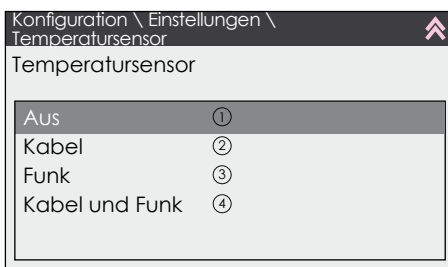 Konfiguration \ Einstellungen \
Temperatursensor
Temperatursensor
Aus ①
Kabel ②
Funk ③
Kabel und Funk ④